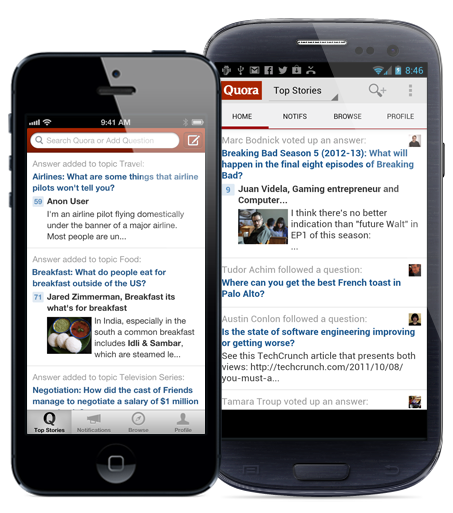 9:41 AM
Search Quora or Add Question
Answer added to topic Travel:
Airlines: What are some things that airline
pilots won't tell you?
59 Anon User
I'm an airline pilot flying domestically
under the banner of a major airline.
Most people are un...
Answer added to topic Food:
Breakfast: What do people eat for
breakfast outside of the US?
71 Jared Zimmerman, Breakfast its
what's for breakfast
In India, especially in the
south a common breakfast
includes Idli & Sambar,
which are steamed le...
Answer added to topic Television Series:
Negotiation: How did the cast of Friends
manage to negotiate a salary of $1 million
Q
Top Stories Notifications Browse Profile
8:46
Quora Top Stories
HOME NOTIFS BROWSE PROFILE
Marc Bodnick voted up an answer:
Breaking Bad Season 5 (2012-13): What will
happen in the final eight episodes of Breaking
Bad?
9 Juan Videla, Gaming entrepreneur and
Computer...
I think there's no better
indication than "future Walt" in
EP1 of this season:
...
Tudor Achim followed a question:
Where can you get the best French toast in
Palo Alto?
Austin Conlon followed a question:
Is the state of software engineering improving
or getting worse?
See this TechCrunch article that presents both
views: http://techcrunch.com/2011/10/08/
you-must-a...
Tamara Troup voted up an answer: